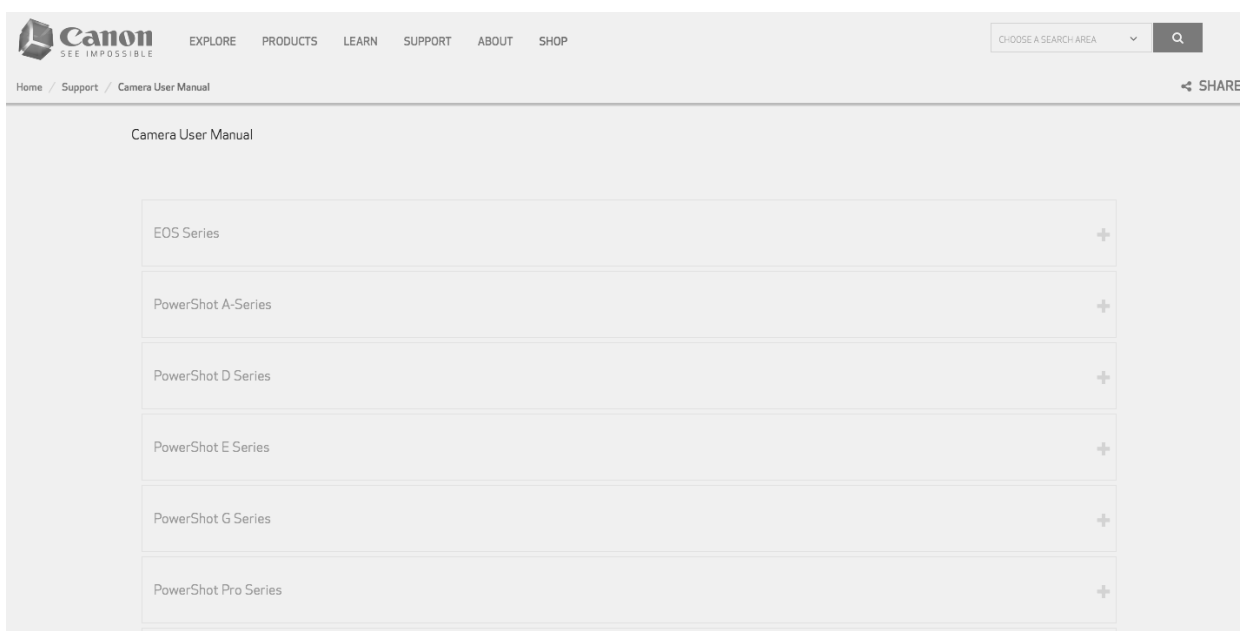 Canon
SEE IMPOSSIBLE
EXPLORE PRODUCTS LEARN SUPPORT ABOUT SHOP
CHOOSE A SEARCH AREA
Home / Support / Camera User Manual
SHARE
Camera User Manual
EOS Series
PowerShot A-Series
PowerShot D Series
PowerShot E Series
PowerShot G Series
PowerShot Pro Series